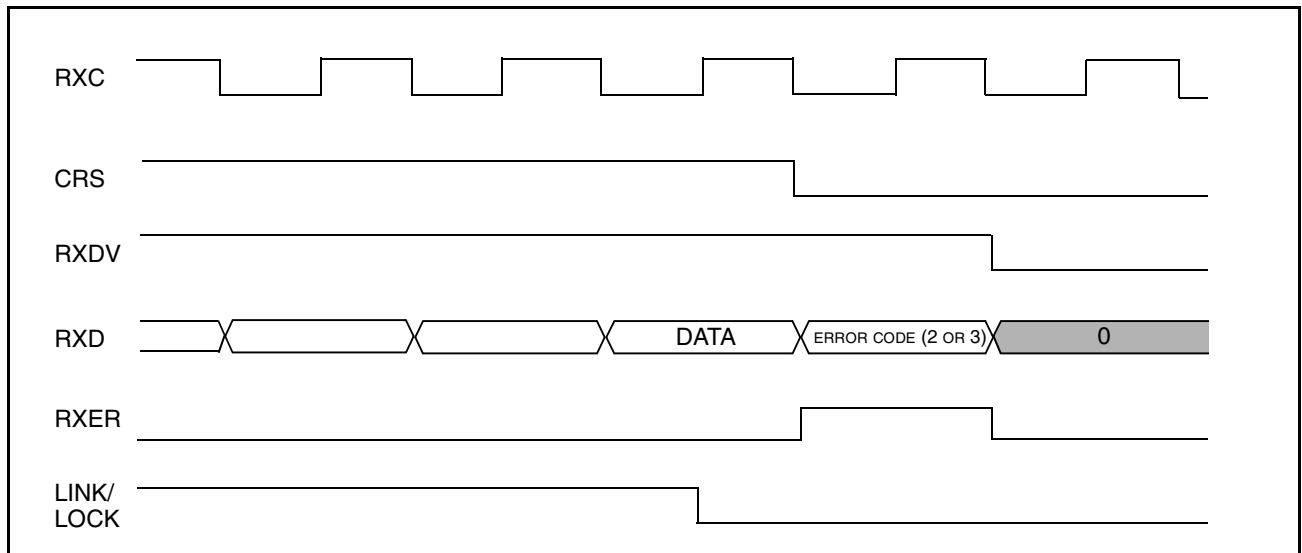 RXC
CRS
RXDV
RXD
DATA
ERROR CODE (2 OR 3)
0
RXER
LINK/
LOCK